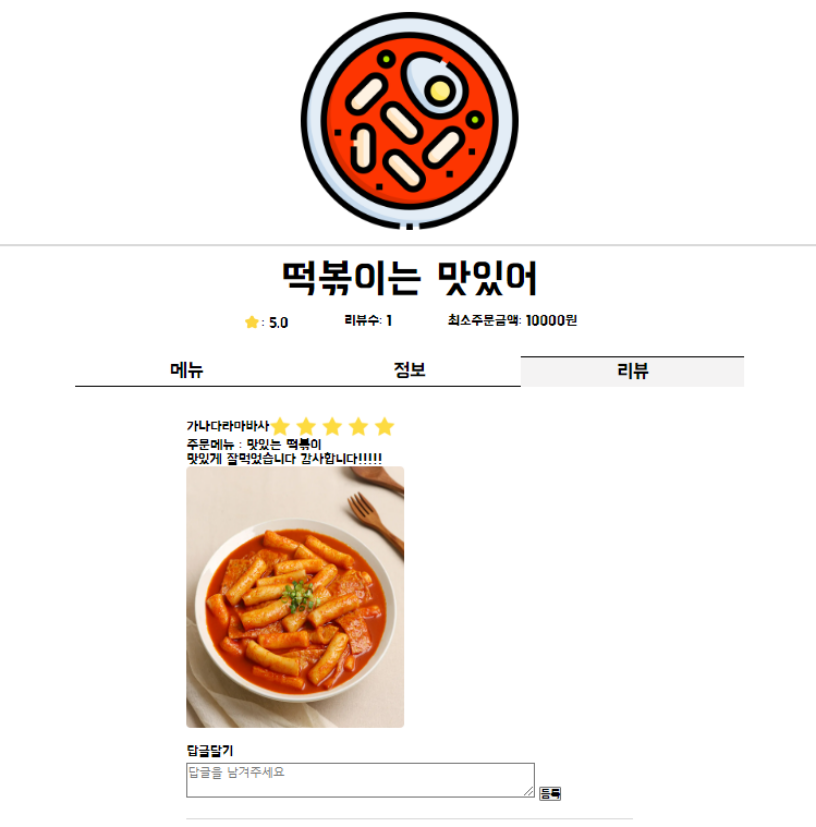 떡볶이는 맛있어
: 5.0 리뷰수: 1 최소주문금액: 10000원
메뉴 정보 리뷰
가나다라마바사
주문메뉴 : 맛있는 떡볶이
맛있게 잘먹었습니다 감사합니다!!!!!
답글달기
답글을 남겨주세요
등록